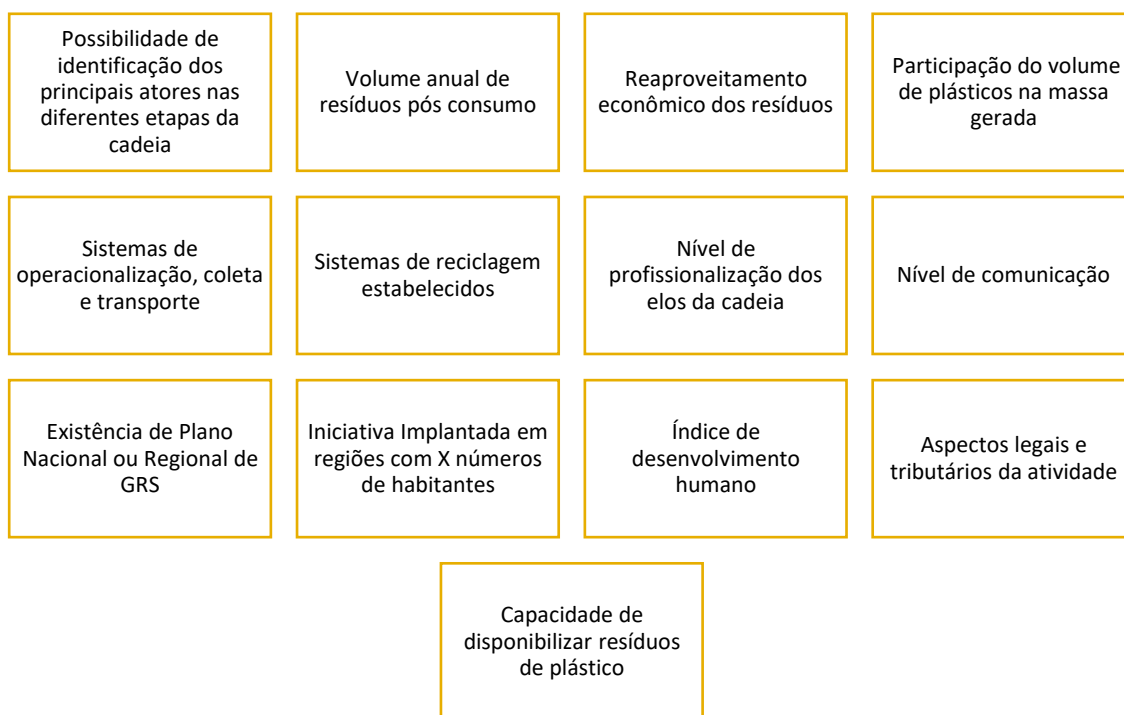 Possibilidade de
identificação dos
principais atores nas
diferentes etapas da
cadeia
Volume anual de
resíduos pós consumo
Reaproveitamento
econômico dos resíduos
Participação do volume
de plásticos na massa
gerada
Sistemas de
operacionalização, coleta
e transporte
Sistemas de reciclagem
estabelecidos
Nível de
profissionalização dos
elos da cadeia
Nível de comunicação
Existência de Plano
Nacional ou Regional de
GRS
Iniciativa Implantada em
regiões com X números
de habitantes
Índice de
desenvolvimento
humano
Aspectos legais e
tributários da atividade
Capacidade de
disponibilizar resíduos
de plástico